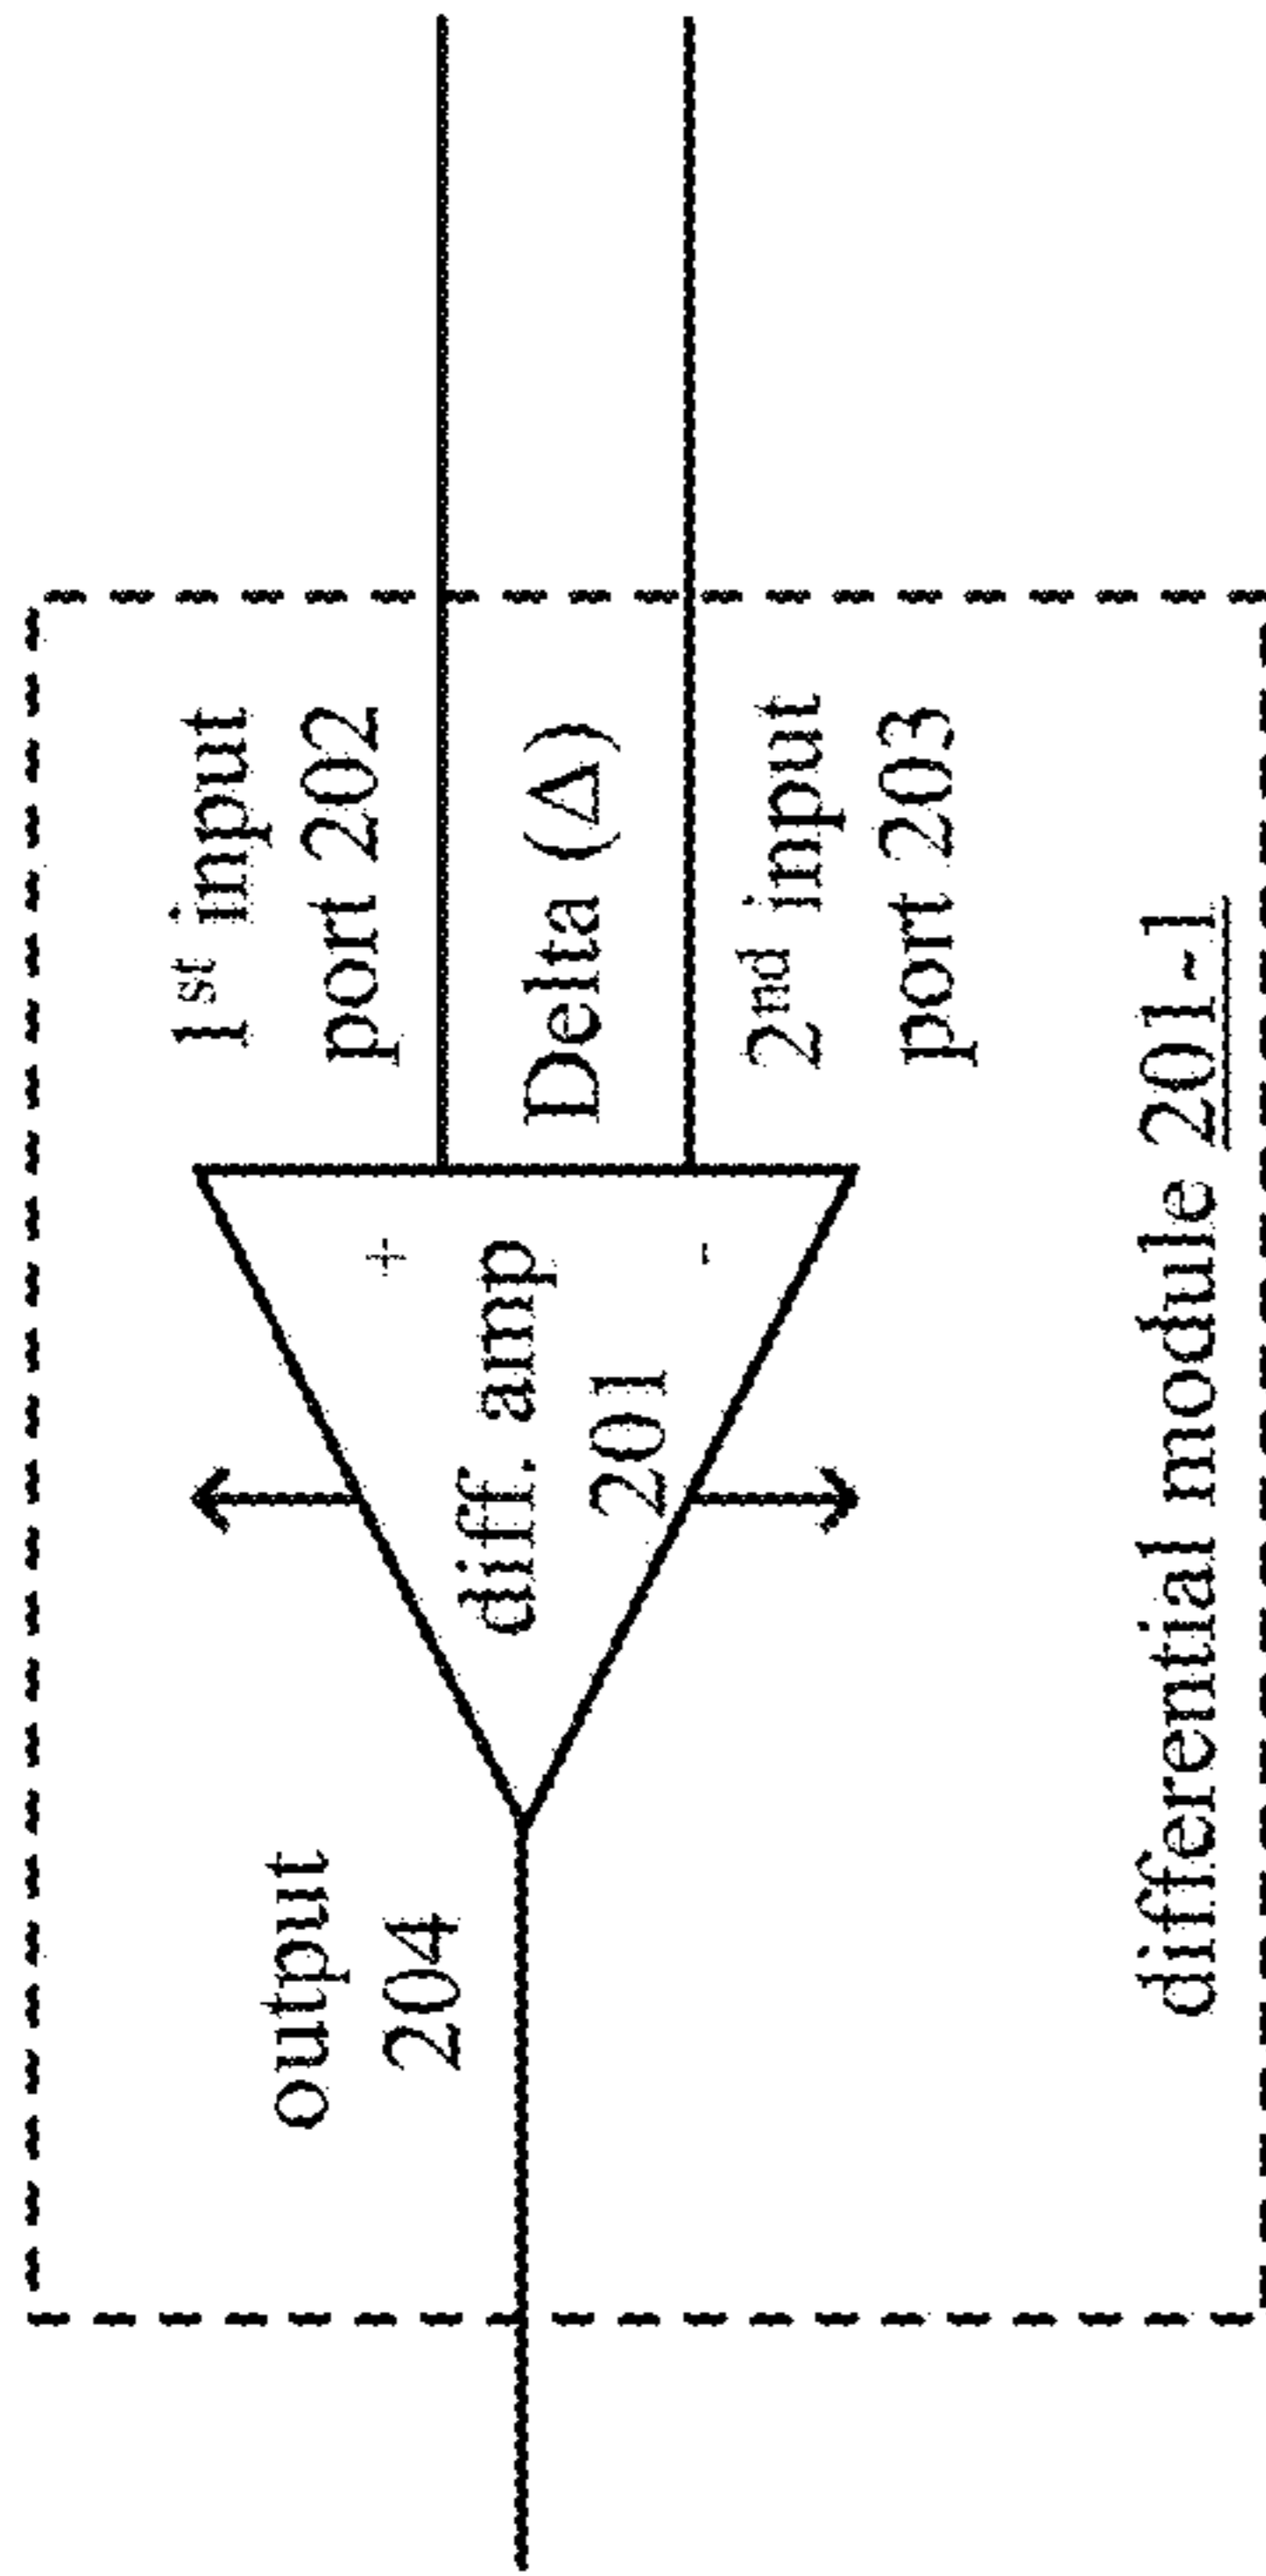 1st input
port 202
Delta (Δ)
2nd input
port 203
+
-
diff. amp
201
output
204
differential module 201-1